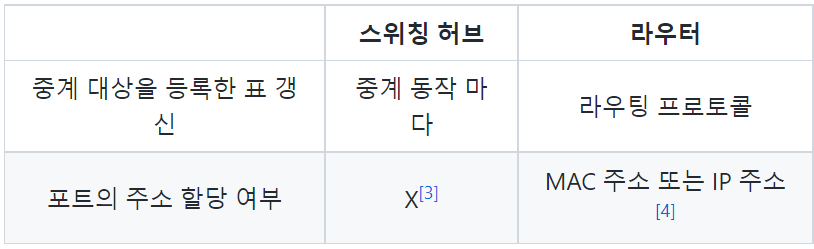 스위칭 허브 라우터
중계 대상을 등록한 표 갱
신
중계 동작 마
다
라우팅 프로토콜
포트의 주소 할당 여부
X[3]
MAC 주소 또는 IP 주소
[4]